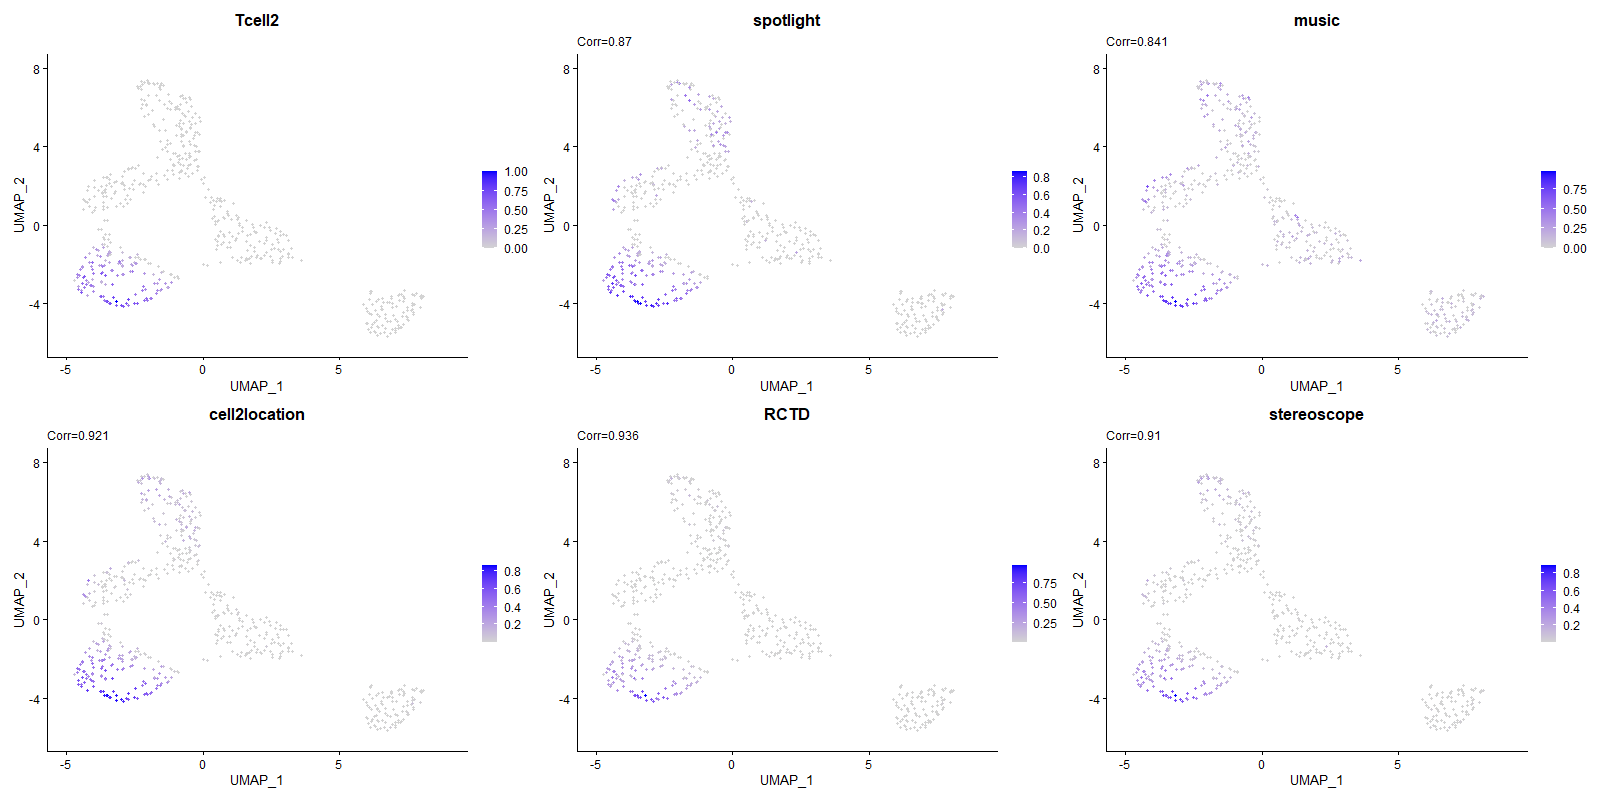 Tcell2
8
4
0
-4
UMAP_2
-5
0
5
UMAP_1
1.00
0.75
0.50
0.25
0.00
spotlight
Corr=0.87
8
4
0
-4
UMAP_2
-5
0
5
UMAP_1
0.8
0.6
0.4
0.2
0.0
music
Corr=0.841
8
4
0
-4
UMAP_2
-5
0
5
UMAP_1
0.75
0.50
0.25
0.00
cell2location
Corr=0.921
8
4
0
-4
UMAP_2
-5
0
5
UMAP_1
0.8
0.6
0.4
0.2
RCTD
Corr=0.936
8
4
0
-4
UMAP_2
-5
0
5
UMAP_1
0.75
0.50
0.25
stereoscope
Corr=0.91
8
4
0
-4
UMAP_2
-5
0
5
UMAP_1
0.8
0.6
0.4
0.2